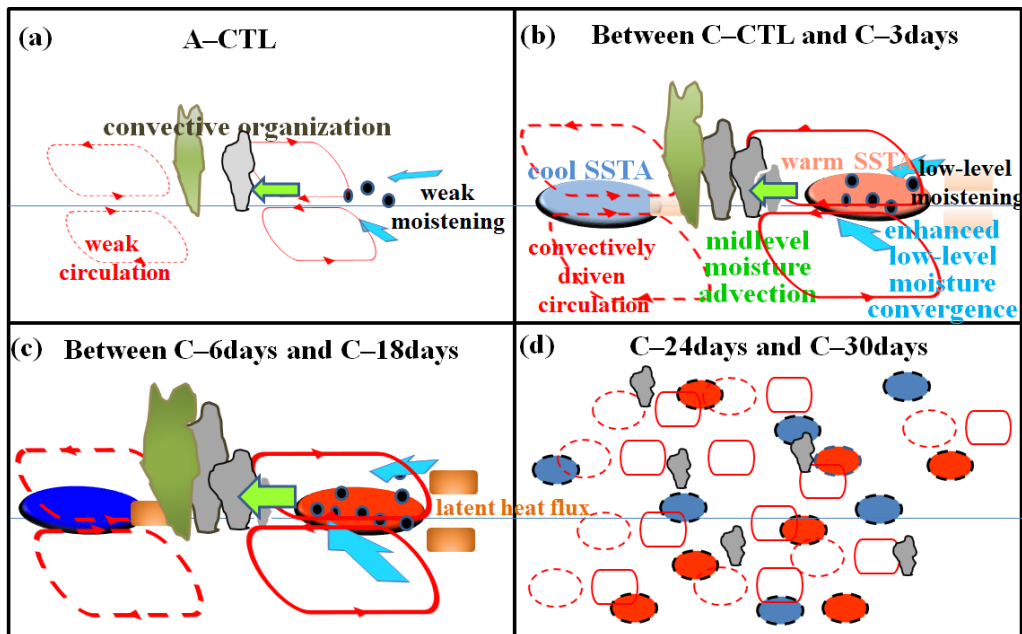 (a)
A–CTL
convective organization
weak
moistening
weak
circulation
(b)
Between C–CTL and C–3days
cool SSTA
warm SSTA
low-level
moistening
convectively
driven
circulation
midlevel
moisture
advection
enhanced
low-level
moisture
convergence
(c)
Between C–6days and C–18days
latent heat flux
(d)
C–24days and C–30days